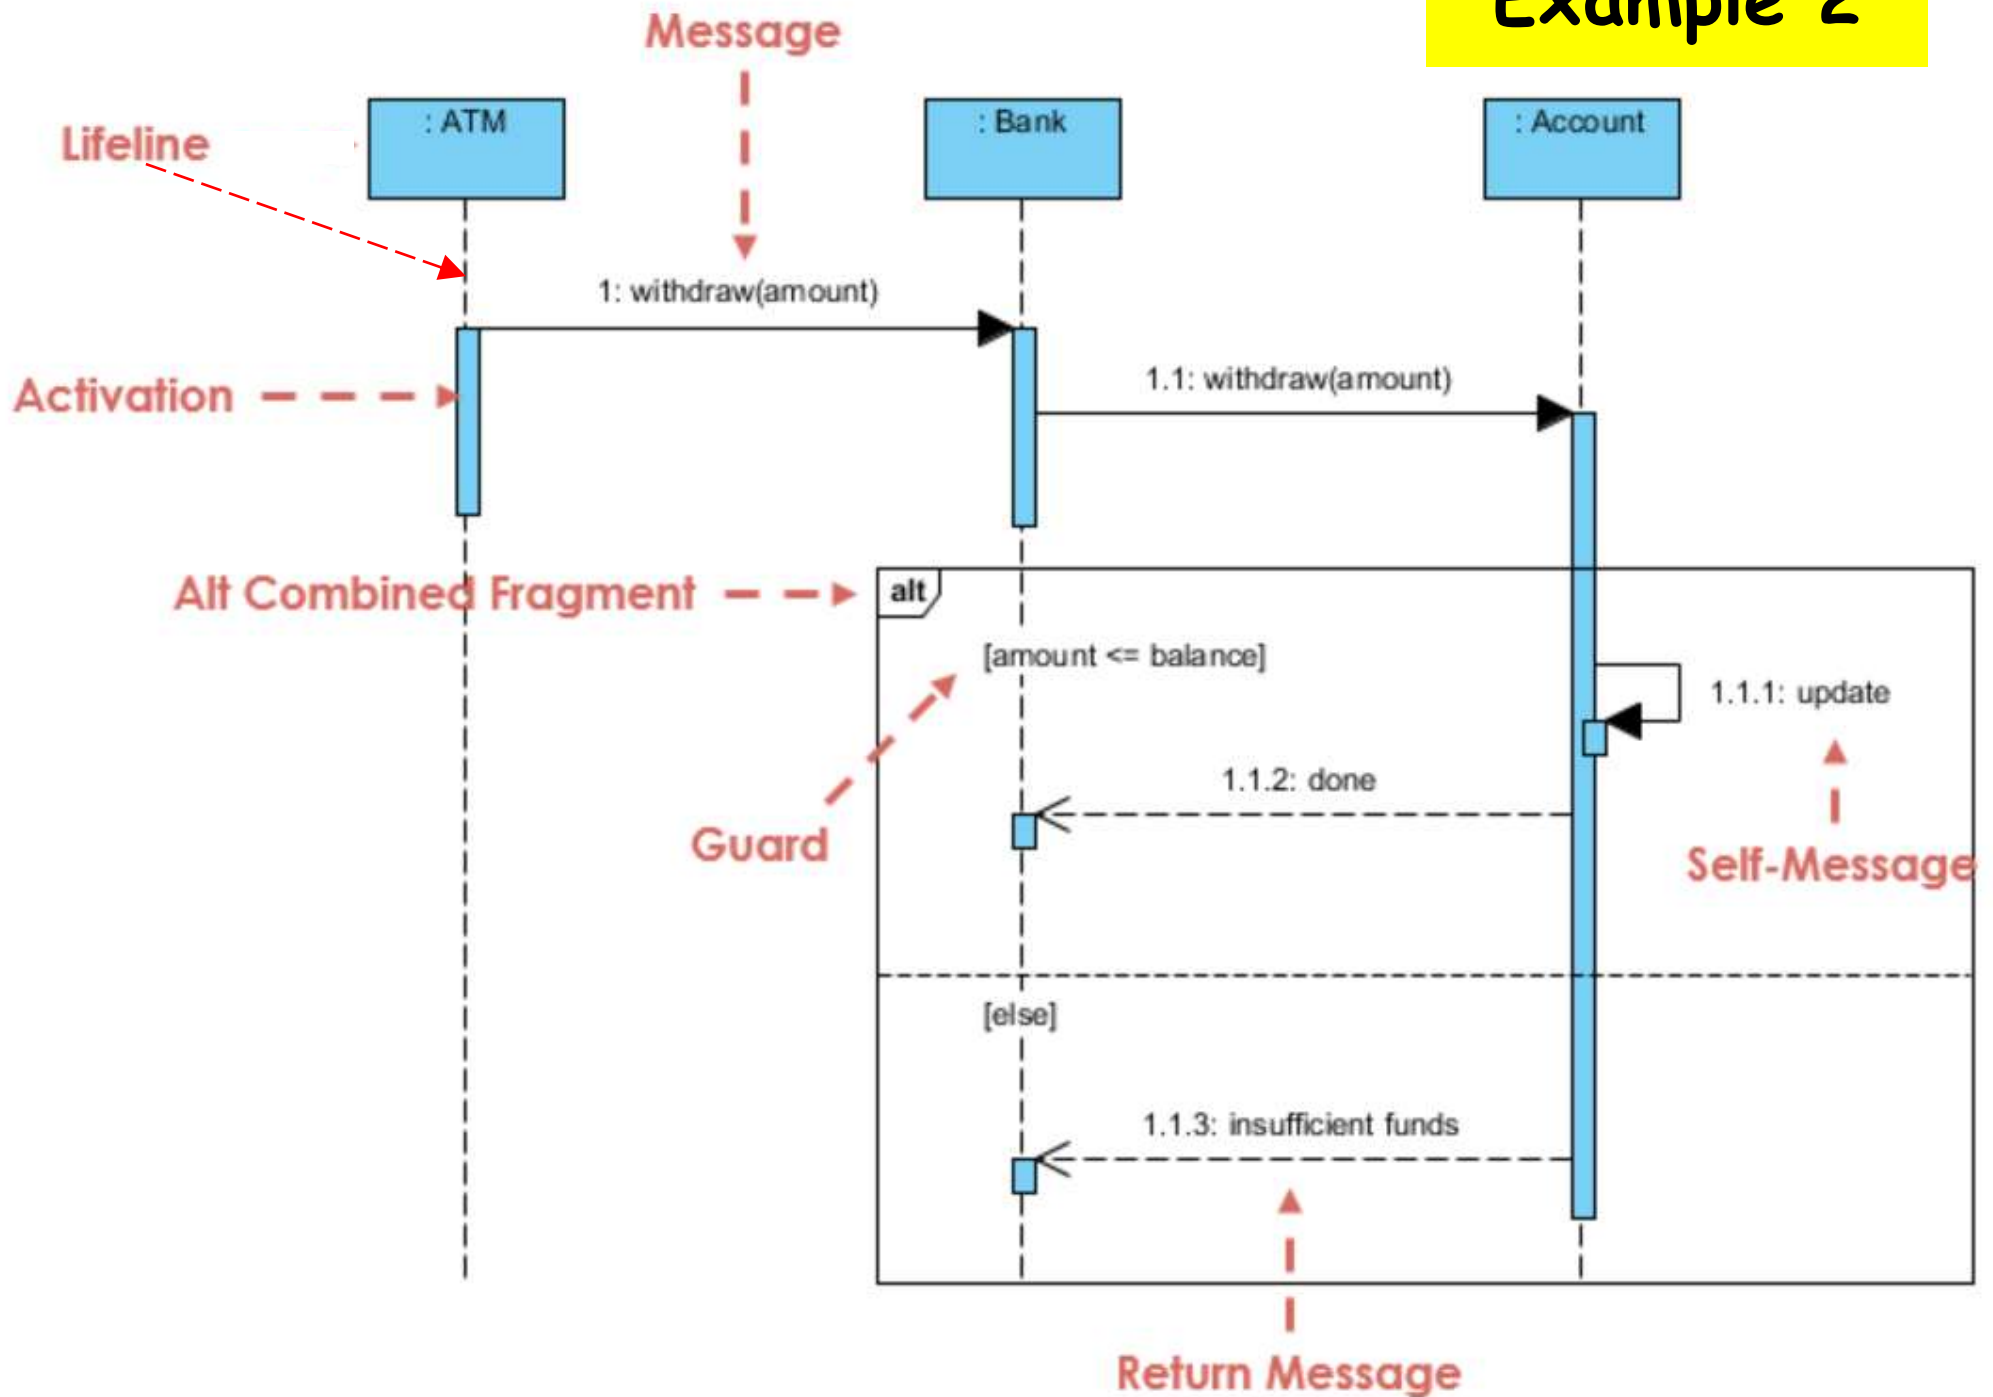 Example 2
Message
: ATM
: Bank
: Account
Lifeline
1: withdraw(amount)
1.1: withdraw(amount)
Activation
Alt Combined Fragment
alt
[amount <= balance]
1.1.1: update
1.1.2: done
Guard
Self-Message
[else]
1.1.3: insufficient funds
Return Message